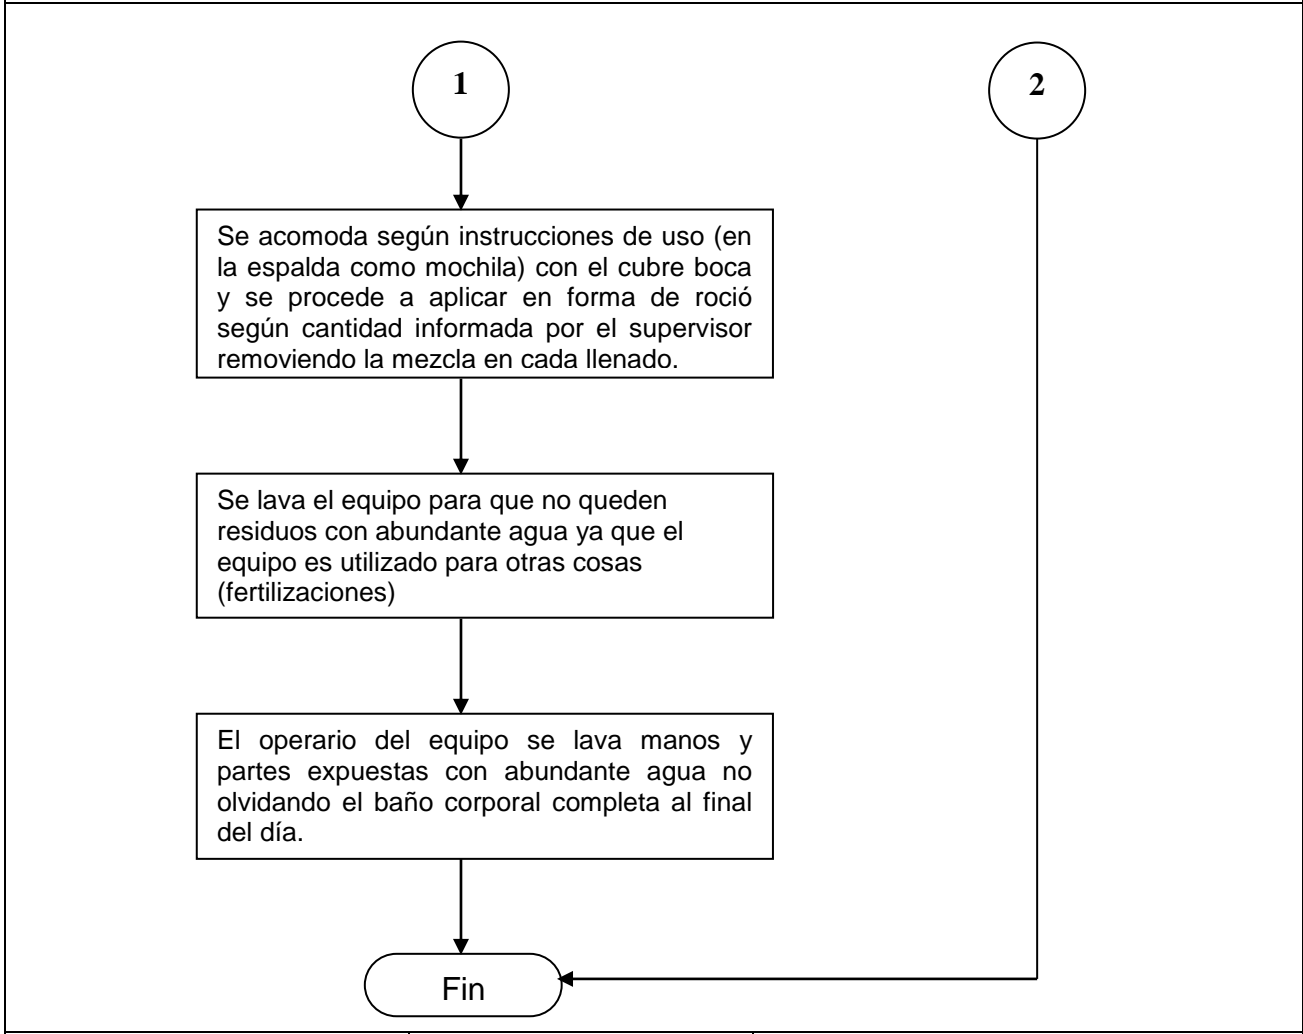 1
2
Se acomoda según instrucciones de uso (en
la espalda como mochila) con el cubre boca
y se procede a aplicar en forma de roció
según cantidad informada por el supervisor
removiendo la mezcla en cada llenado.
Se lava el equipo para que no queden
residuos con abundante agua ya que el
equipo es utilizado para otras cosas
(fertilizaciones)
El operario del equipo se lava manos y
partes expuestas con abundante agua no
olvidando el baño corporal completa al final
del día.
Fin